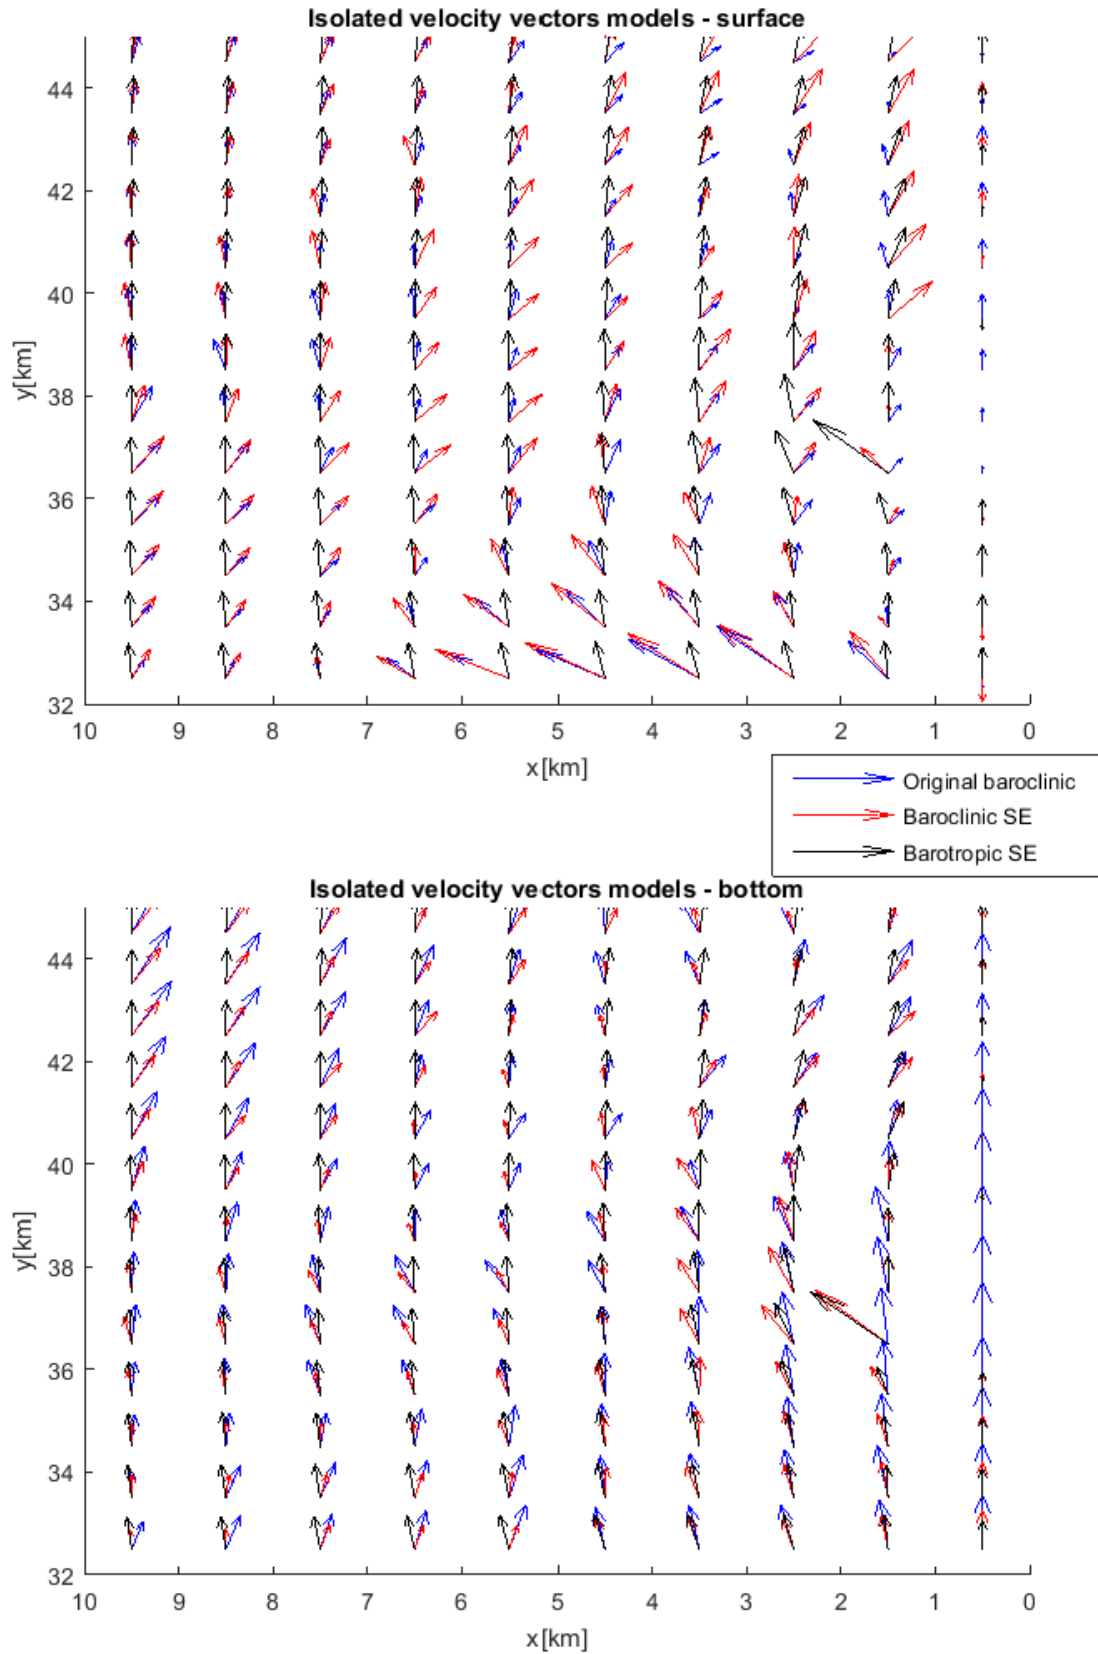 Isolated velocity vectors models - surface
y[km]
44
42
40
38
36
34
32
10 9 8 7 6 5 4 3 2 1 0
x[km]
Original baroclinic
Baroclinic SE
Barotropic SE
Isolated velocity vectors models - bottom
y[km]
44
42
40
38
36
34
32
10 9 8 7 6 5 4 3 2 1 0
x[km]